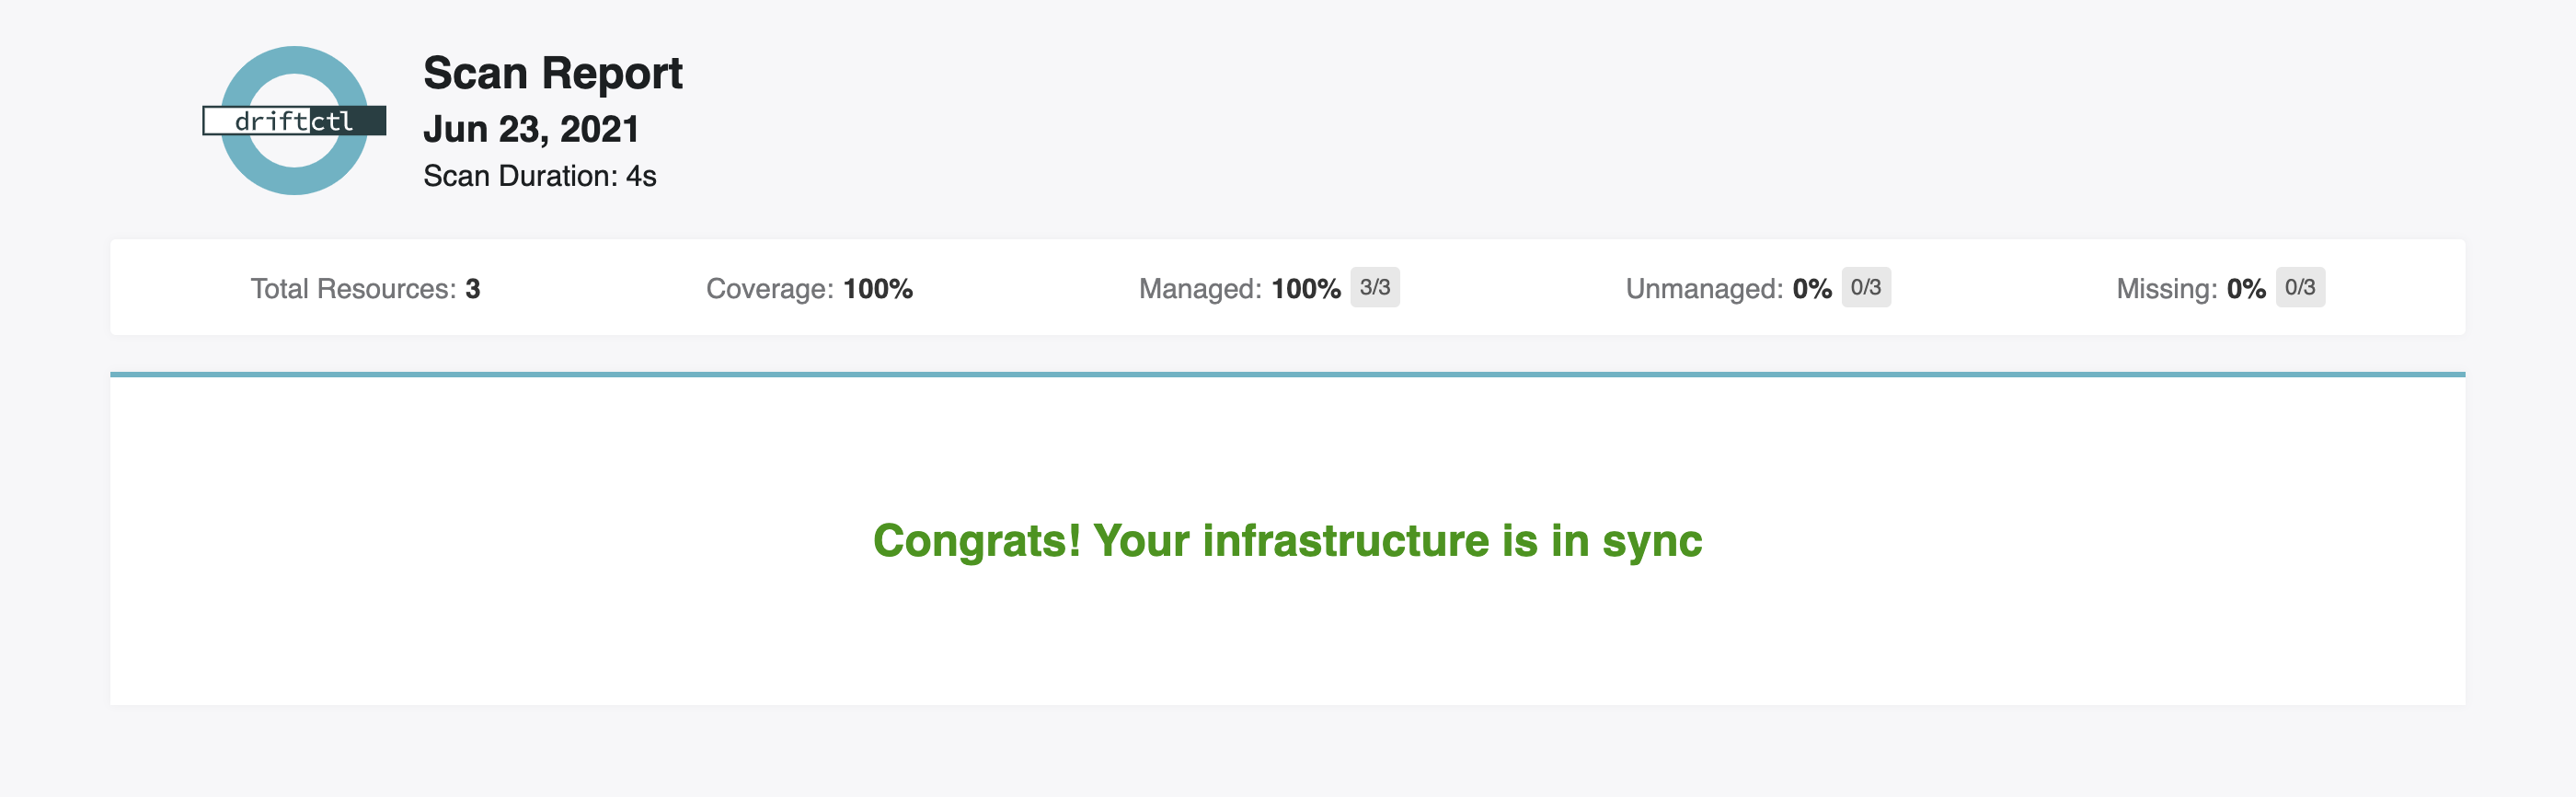 driftctl
Scan Report
Jun 23, 2021
Scan Duration: 4s
Total Resources: 3 Coverage: 100% Managed: 100% 3/3 Unmanaged: 0% 0/3 Missing: 0% 0/3
Congrats! Your infrastructure is in sync